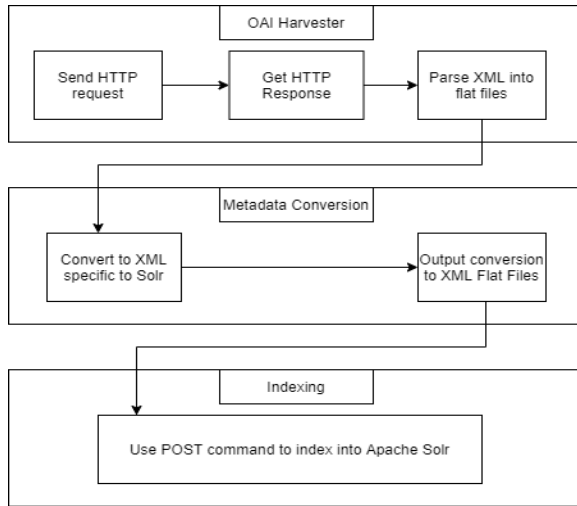 OAI Harvester
Send HTTP
request
Get HTTP
Response
Parse XML into
flat files
Metadata Conversion
Convert to XML
specific to Solr
Output conversion
to XML Flat Files
Indexing
Use POST command to index into Apache Solr